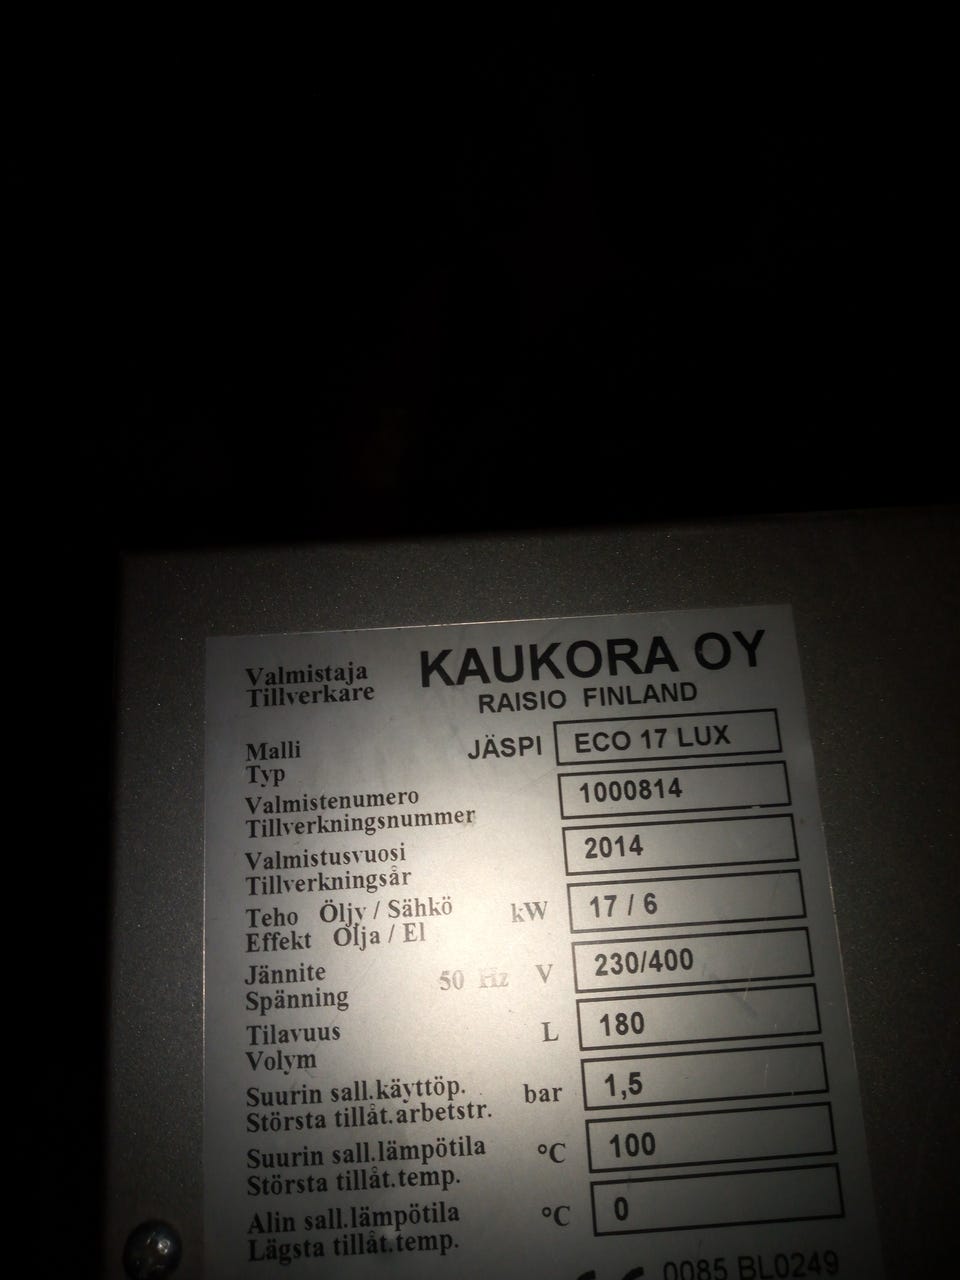 Valmistaja KAUKORA OY
Tillverkare RAISIO FINLAND
Malli JÄSPI ECO 17 LUX
Typ
Valmistenumero 1000814
Tillverkningsnummer
Valmistusvuosi 2014
Tillverkningsår
Teho Öljy / Sähkö kW 17 / 6
Effekt Olja / El
Jännite 50 Hz V 230/400
Spänning
Tilavuus L 180
Volym
Suurin sall.käyttöp. bar 1,5
Största tillåt.arbetstr.
Suurin sall.lämpötila °C 100
Största tillåt.temp.
Alin sall.lämpötila °C 0
Lägsta tillåt.temp.
CE 0085 BL0249